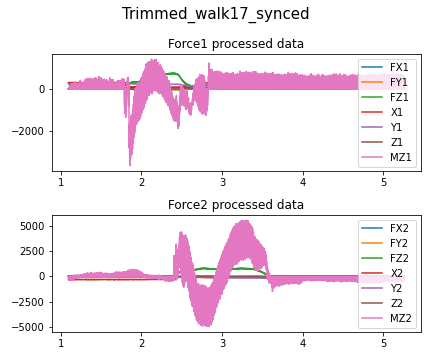 Trimmed_walk17_synced
Force1 processed data
0
−2000
FX1
FY1
FZ1
X1
Y1
Z1
MZ1
1 2 3 4 5
Force2 processed data
5000
2500
0
−2500
−5000
FX2
FY2
FZ2
X2
Y2
Z2
MZ2
1 2 3 4 5